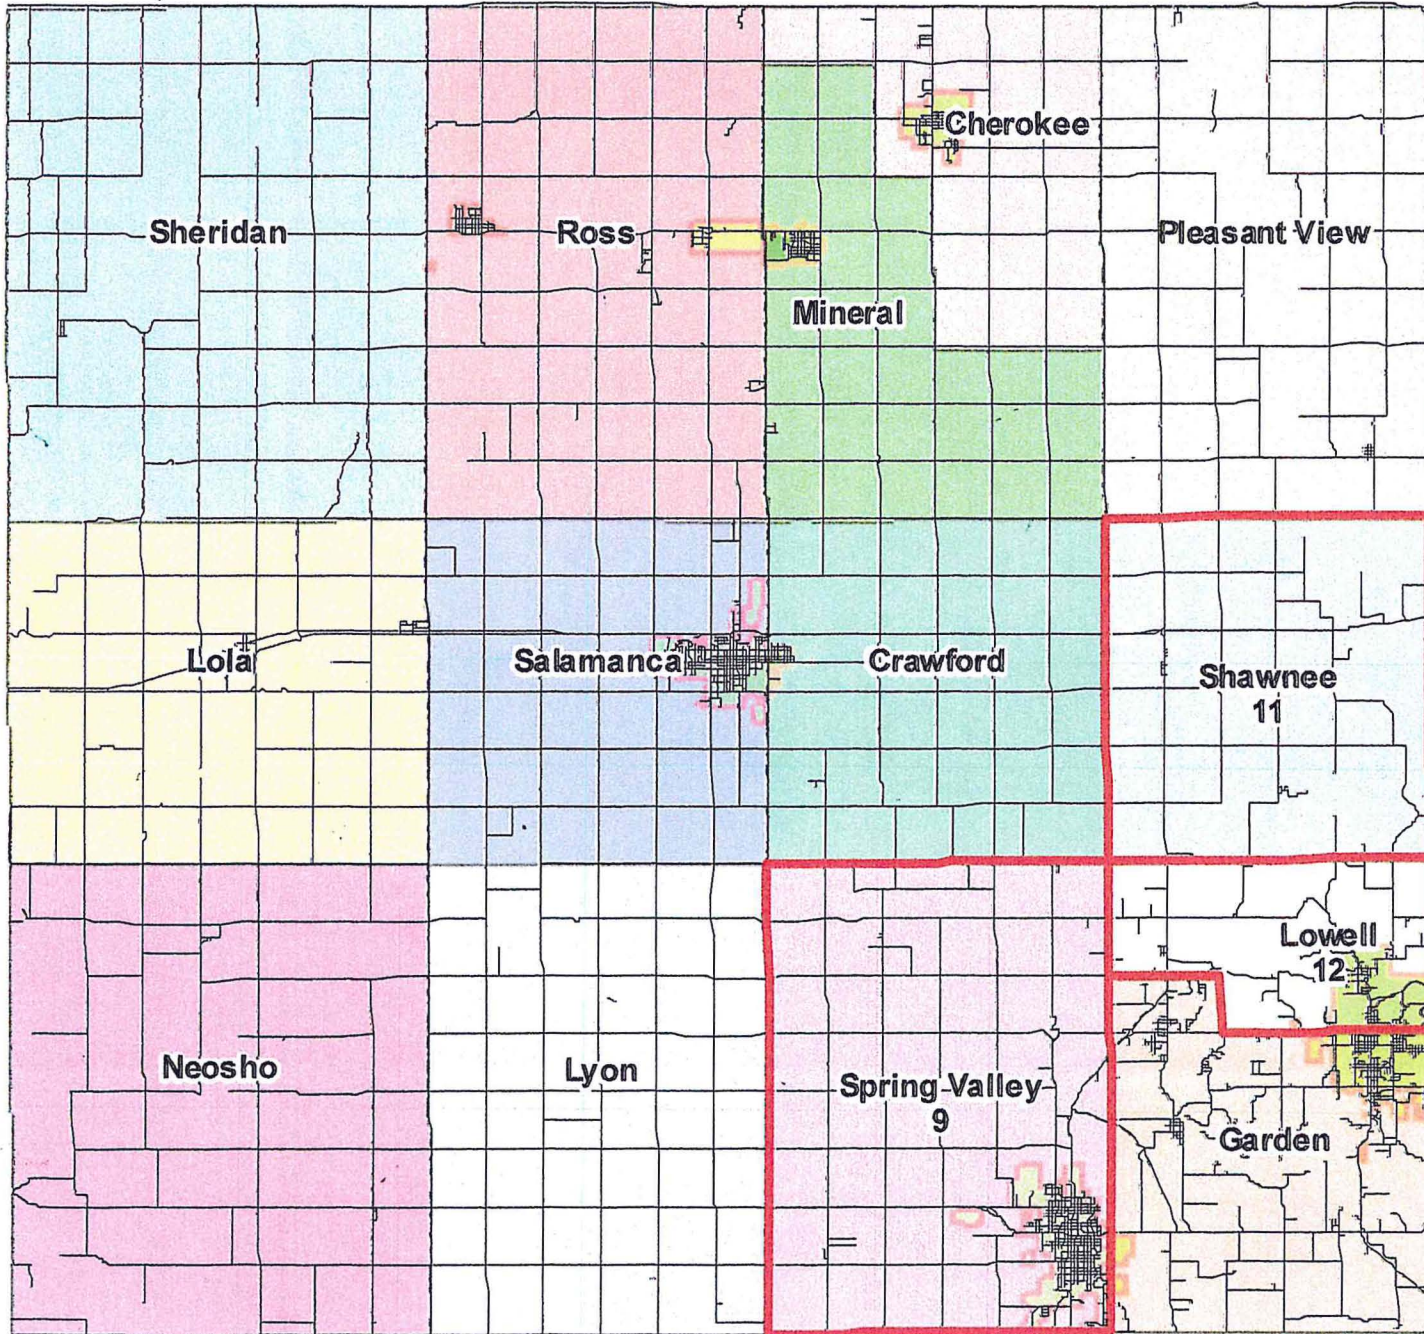 Cherokee
Sheridan
Ross
Pleasant View
Mineral
Lola
Salamanca
Crawford
Shawnee
11
Lowell
12
Neosho
Lyon
Spring Valley
9
Garden